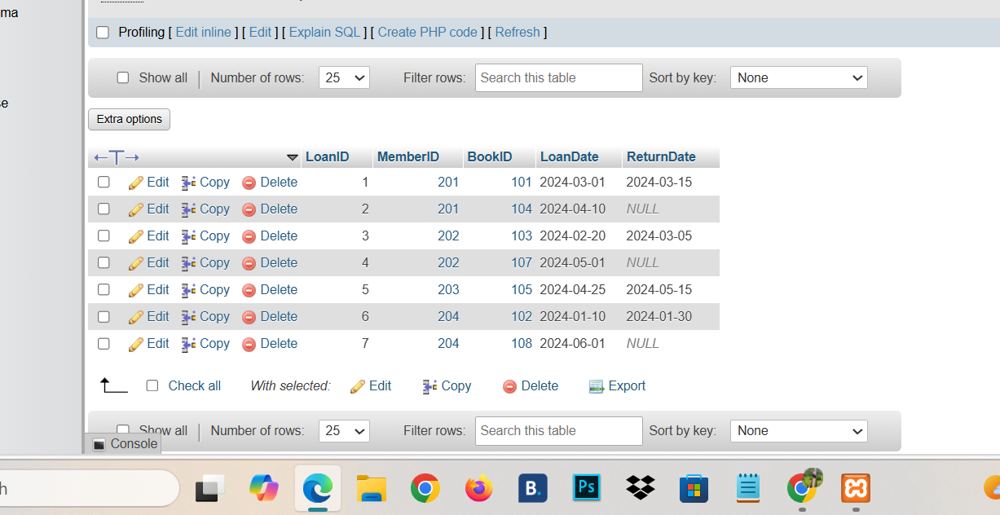 ma
Profiling [ Edit inline ] [ Edit ] [ Explain SQL ] [ Create PHP code ] [ Refresh ]
Show all | Number of rows: 25 Filter rows: Search this table Sort by key: None
se
Extra options
←T→ LoanID MemberID BookID LoanDate ReturnDate
Edit Copy Delete 1 201 101 2024-03-01 2024-03-15
Edit Copy Delete 2 201 104 2024-04-10 NULL
Edit Copy Delete 3 202 103 2024-02-20 2024-03-05
Edit Copy Delete 4 202 107 2024-05-01 NULL
Edit Copy Delete 5 203 105 2024-04-25 2024-05-15
Edit Copy Delete 6 204 102 2024-01-10 2024-01-30
Edit Copy Delete 7 204 108 2024-06-01 NULL
Check all With selected: Edit Copy Delete Export
Show all | Number of rows: 25 Filter rows: Search this table Sort by key: None
Console
h
B.
Ps